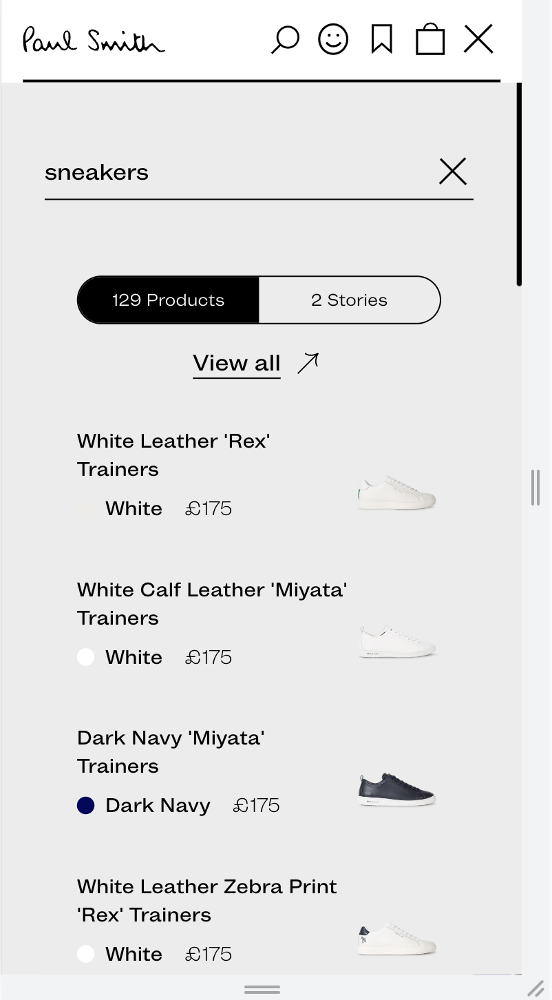 Paul Smith
sneakers
129 Products
2 Stories
View all
White Leather 'Rex'
Trainers
White £175
White Calf Leather 'Miyata'
Trainers
White £175
Dark Navy 'Miyata'
Trainers
Dark Navy £175
White Leather Zebra Print
'Rex' Trainers
White £175